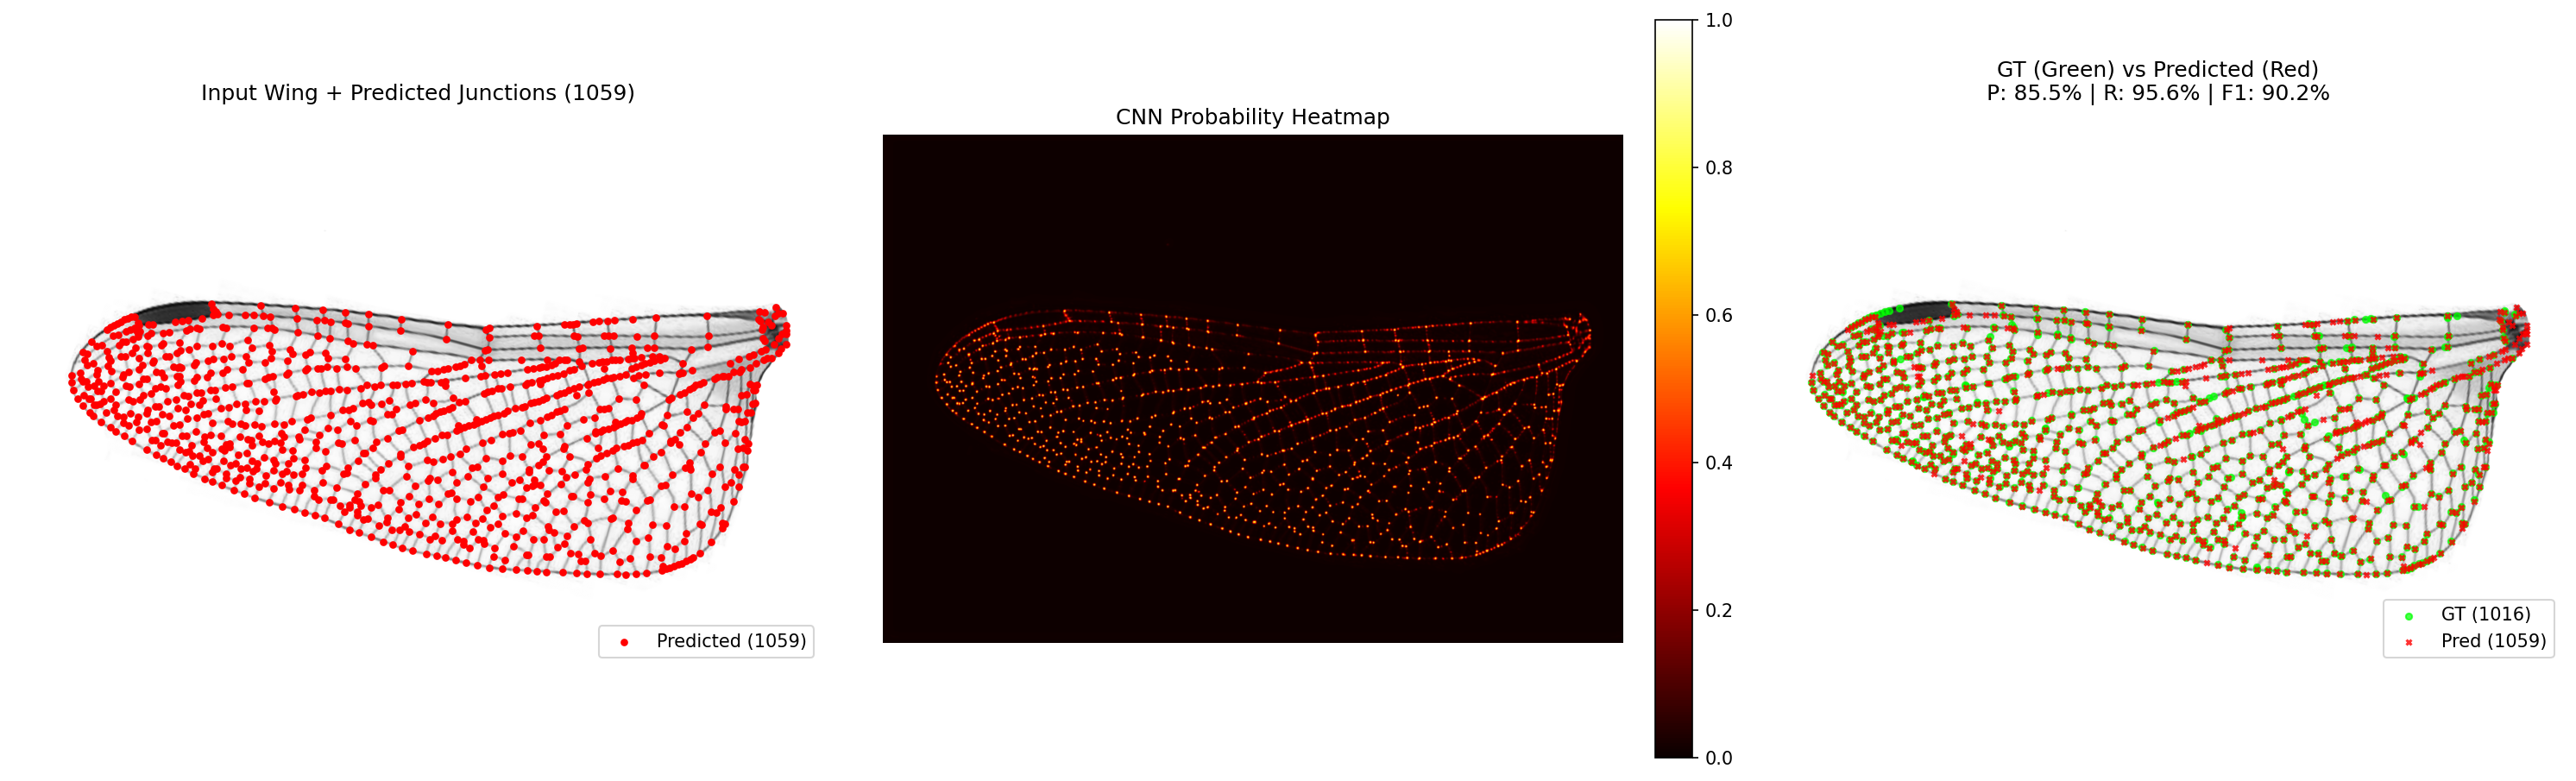 Input Wing + Predicted Junctions (1059)
Predicted (1059)
CNN Probability Heatmap
1.0
0.8
0.6
0.4
0.2
0.0
GT (Green) vs Predicted (Red)
P: 85.5% | R: 95.6% | F1: 90.2%
GT (1016)
Pred (1059)